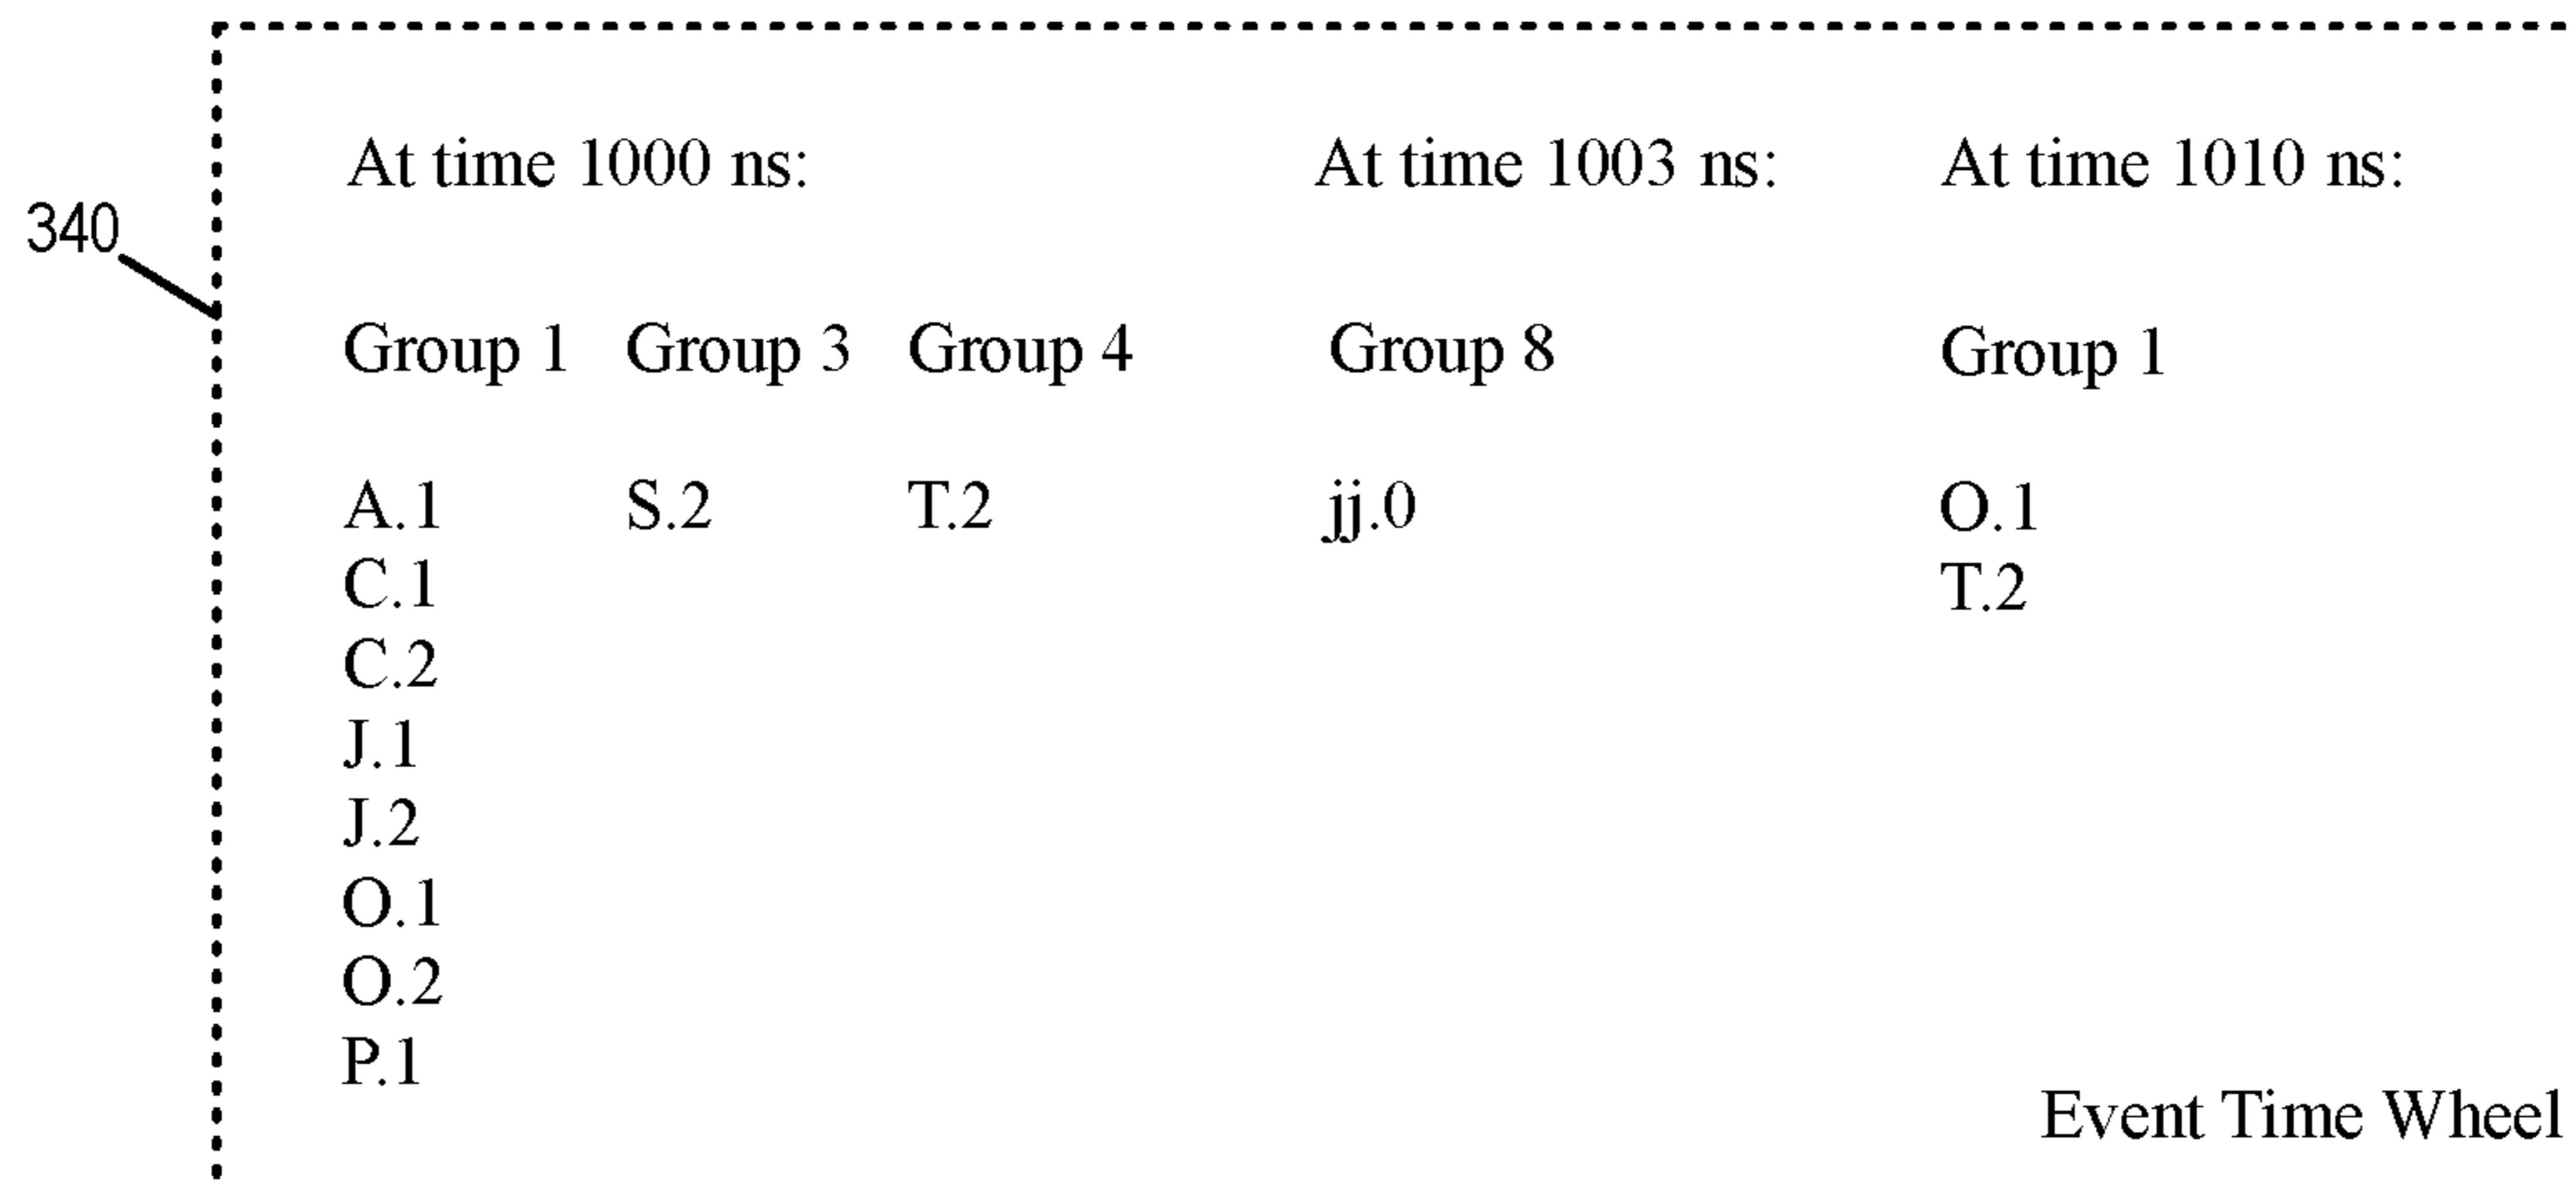 At time 1000 ns: At time 1003 ns: At time 1010 ns:
340
Group 1 Group 3 Group 4 Group 8 Group 1
A.1 S.2 T.2 jj.0 O.1
C.1 T.2
C.2
J.1
J.2
O.1
O.2
P.1
Event Time Wheel